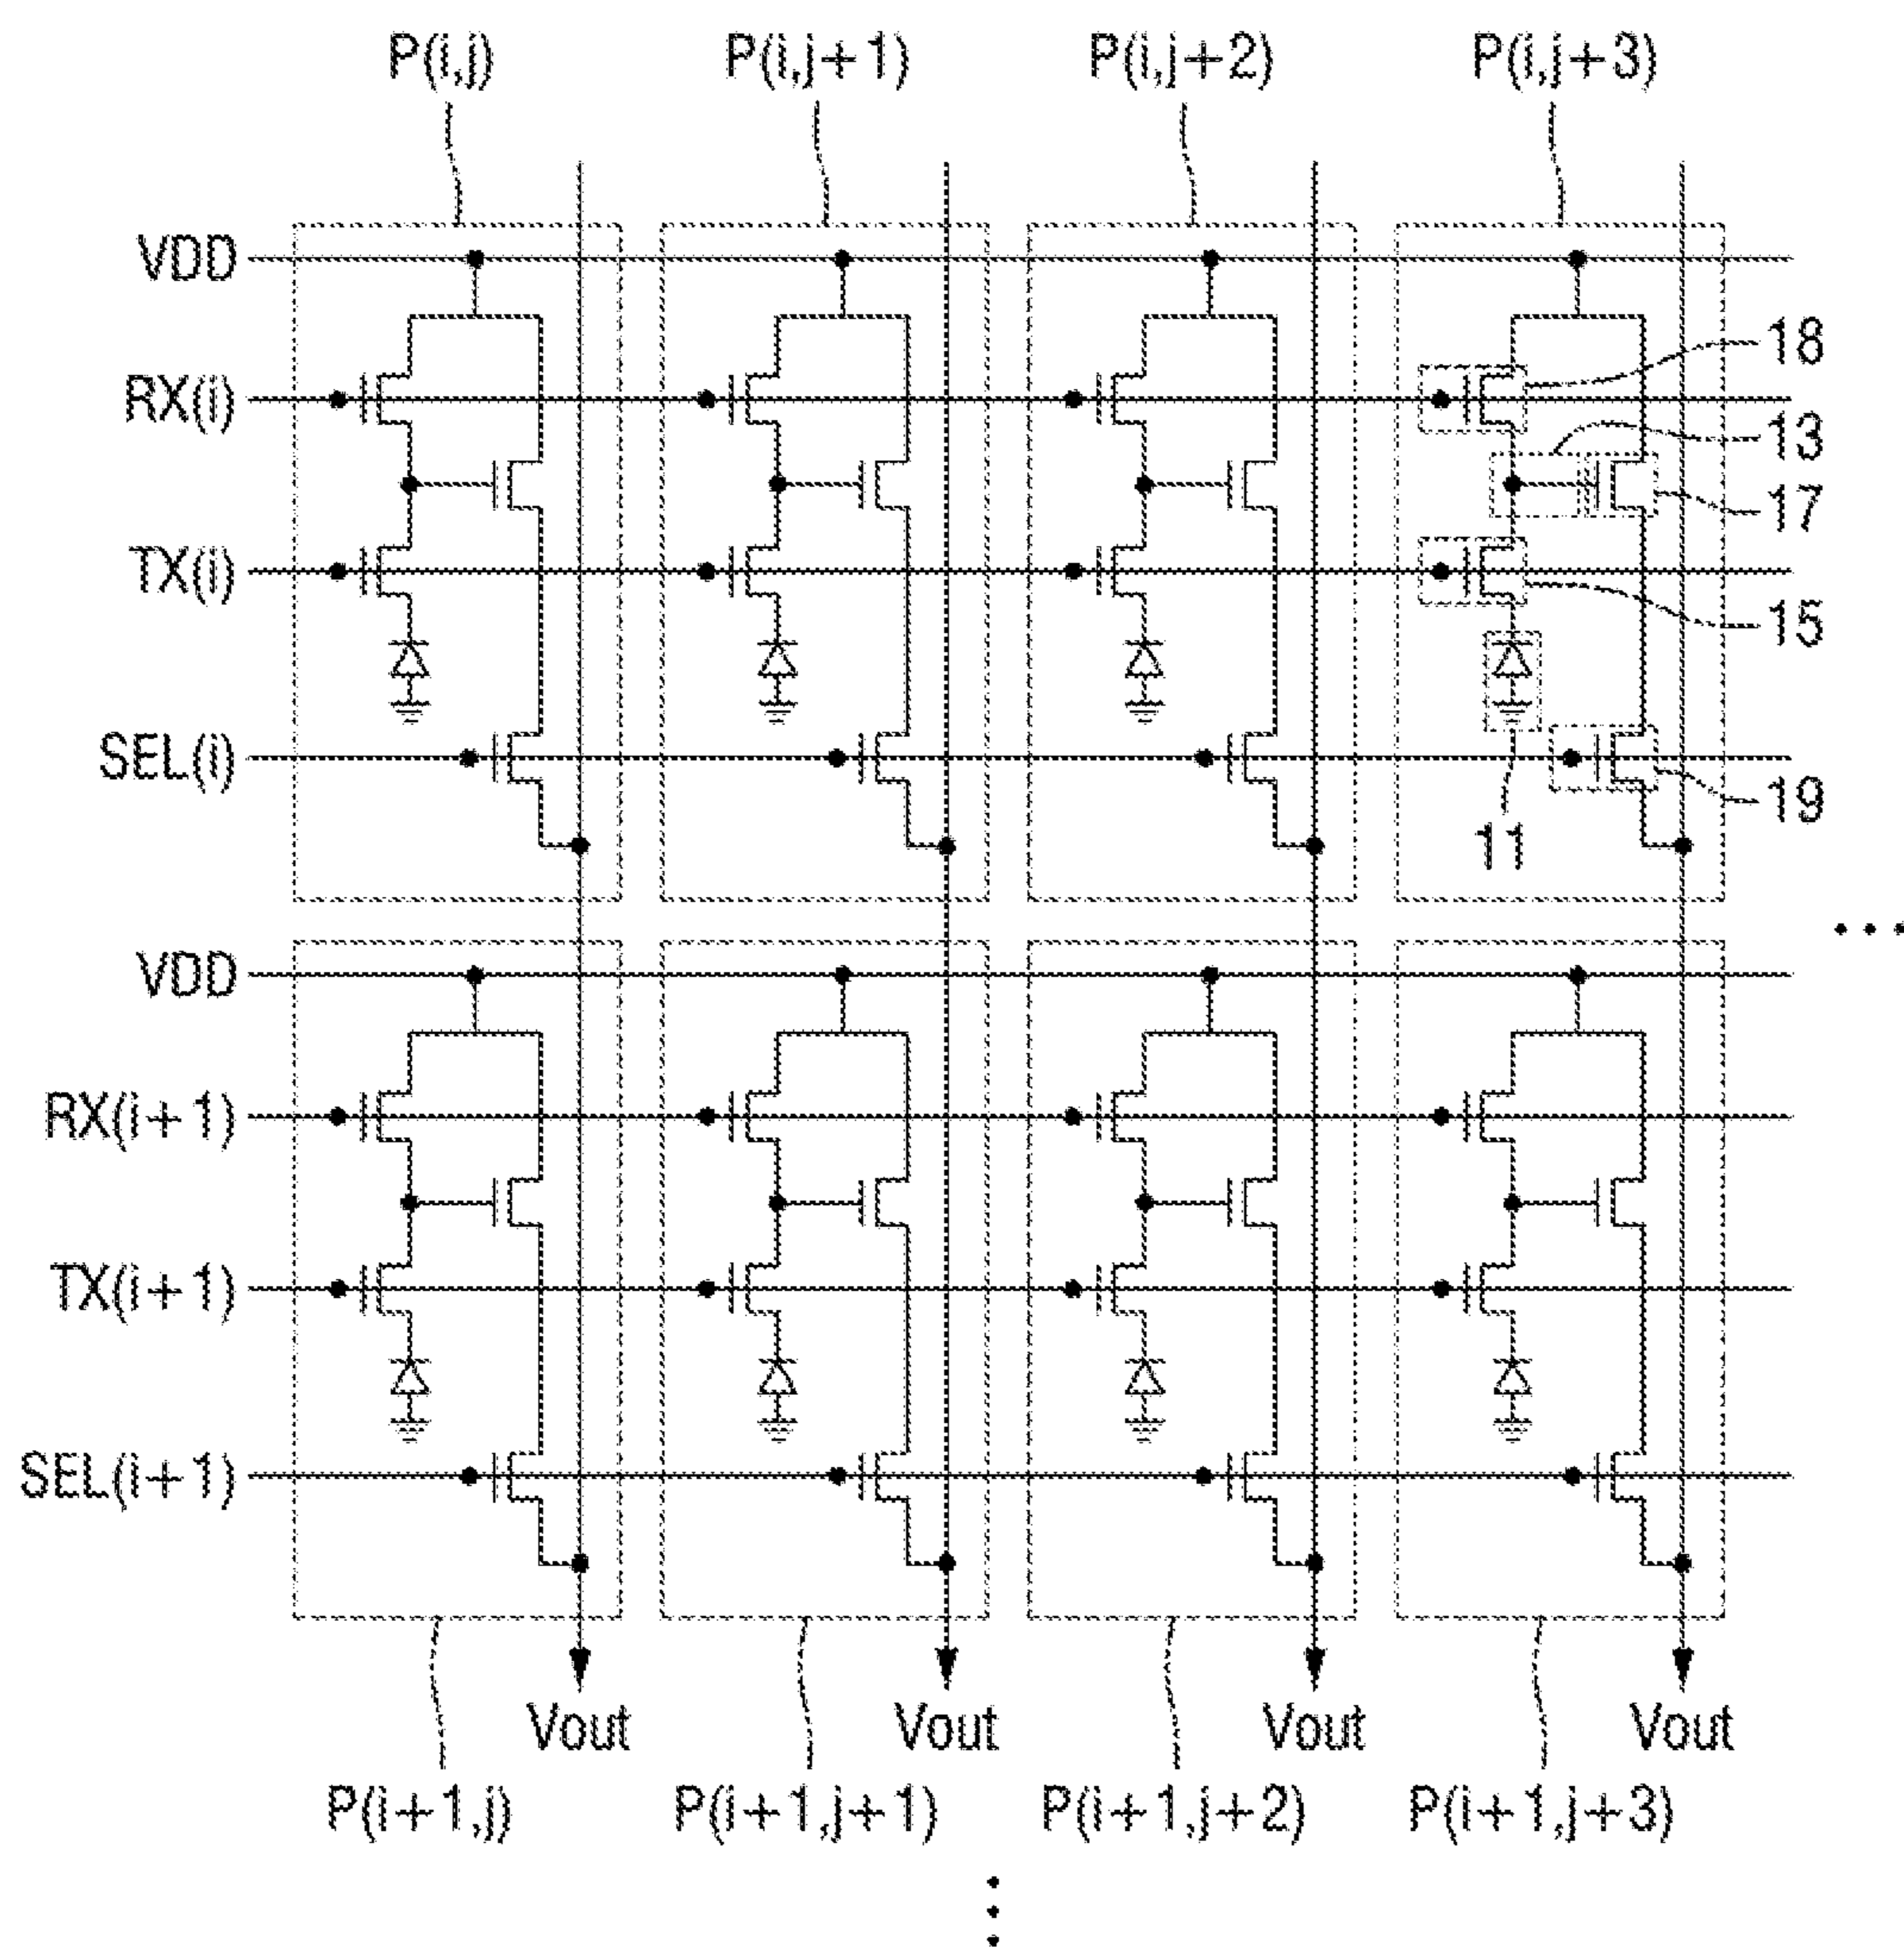 P(i,j) P(i,j+1) P(i,j+2) P(i,j+3)
VDD
18
RX(i)
13
17
TX(i)
15
SEL(i)
19
11
VDD
...
RX(i+1)
TX(i+1)
SEL(i+1)
Vout Vout Vout Vout
P(i+1,j) P(i+1,j+1) P(i+1,j+2) P(i+1,j+3)